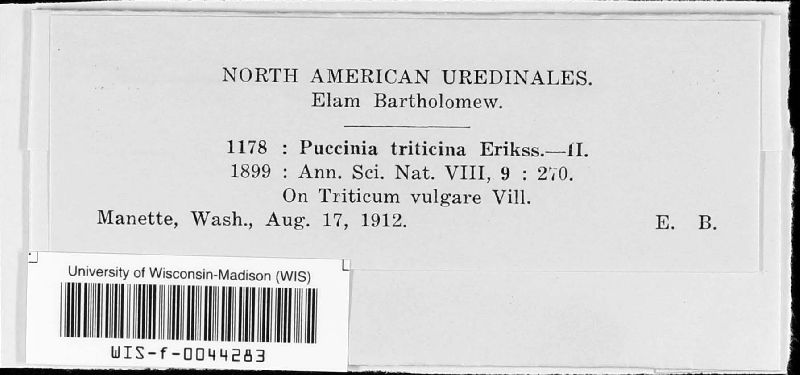 NORTH AMERICAN UREDINALES.
Elam Bartholomew.
1178 : Puccinia triticina Erikss.—II.
1899 : Ann. Sci. Nat. VIII, 9 : 270.
On Triticum vulgare Vill.
Manette, Wash., Aug. 17, 1912. E. B.
University of Wisconsin-Madison (WIS)
WIS-f-0044283